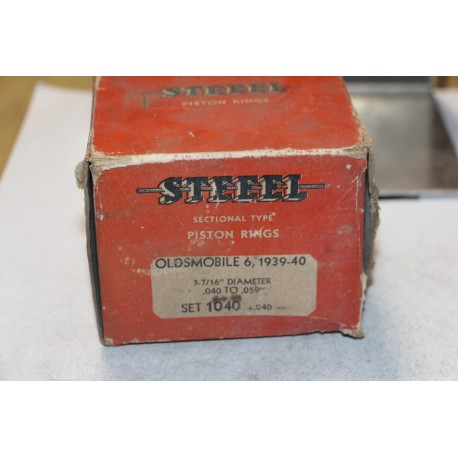 STEEEL
PISTON RINGS
STEEEL
SECTIONAL TYPE
PISTON RINGS
OLDSMOBILE 6, 1939-40
3-7/16" DIAMETER
.040 TO .059"
SET 1040 .040